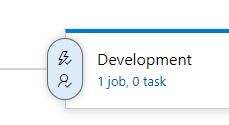 Development
1 job, 0 task